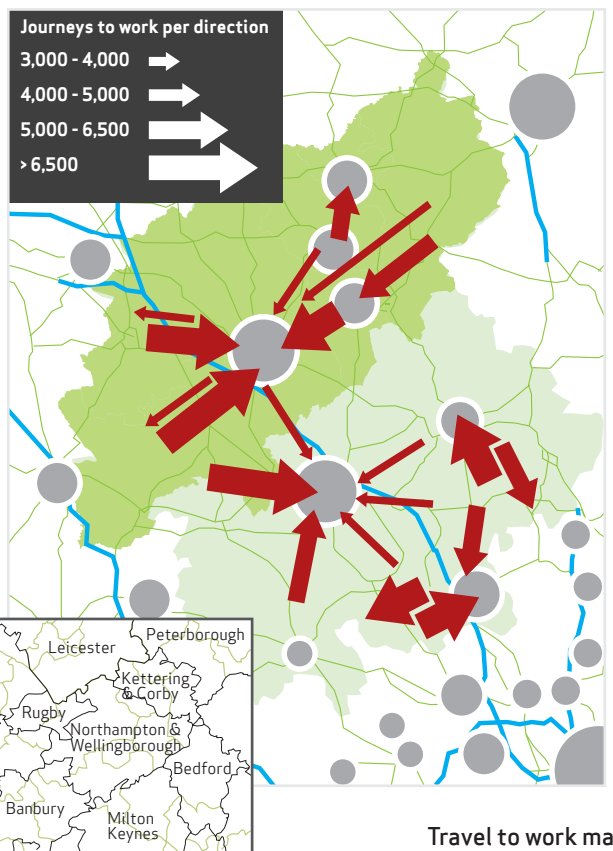 Journeys to work per direction
3,000 - 4,000
4,000 - 5,000
5,000 - 6,500
> 6,500
Peterborough
Leicester
Kettering
& Corby
Rugby
Northampton &
Wellingborough
Bedford
Banbury
Milton
Keynes
Travel to work ma